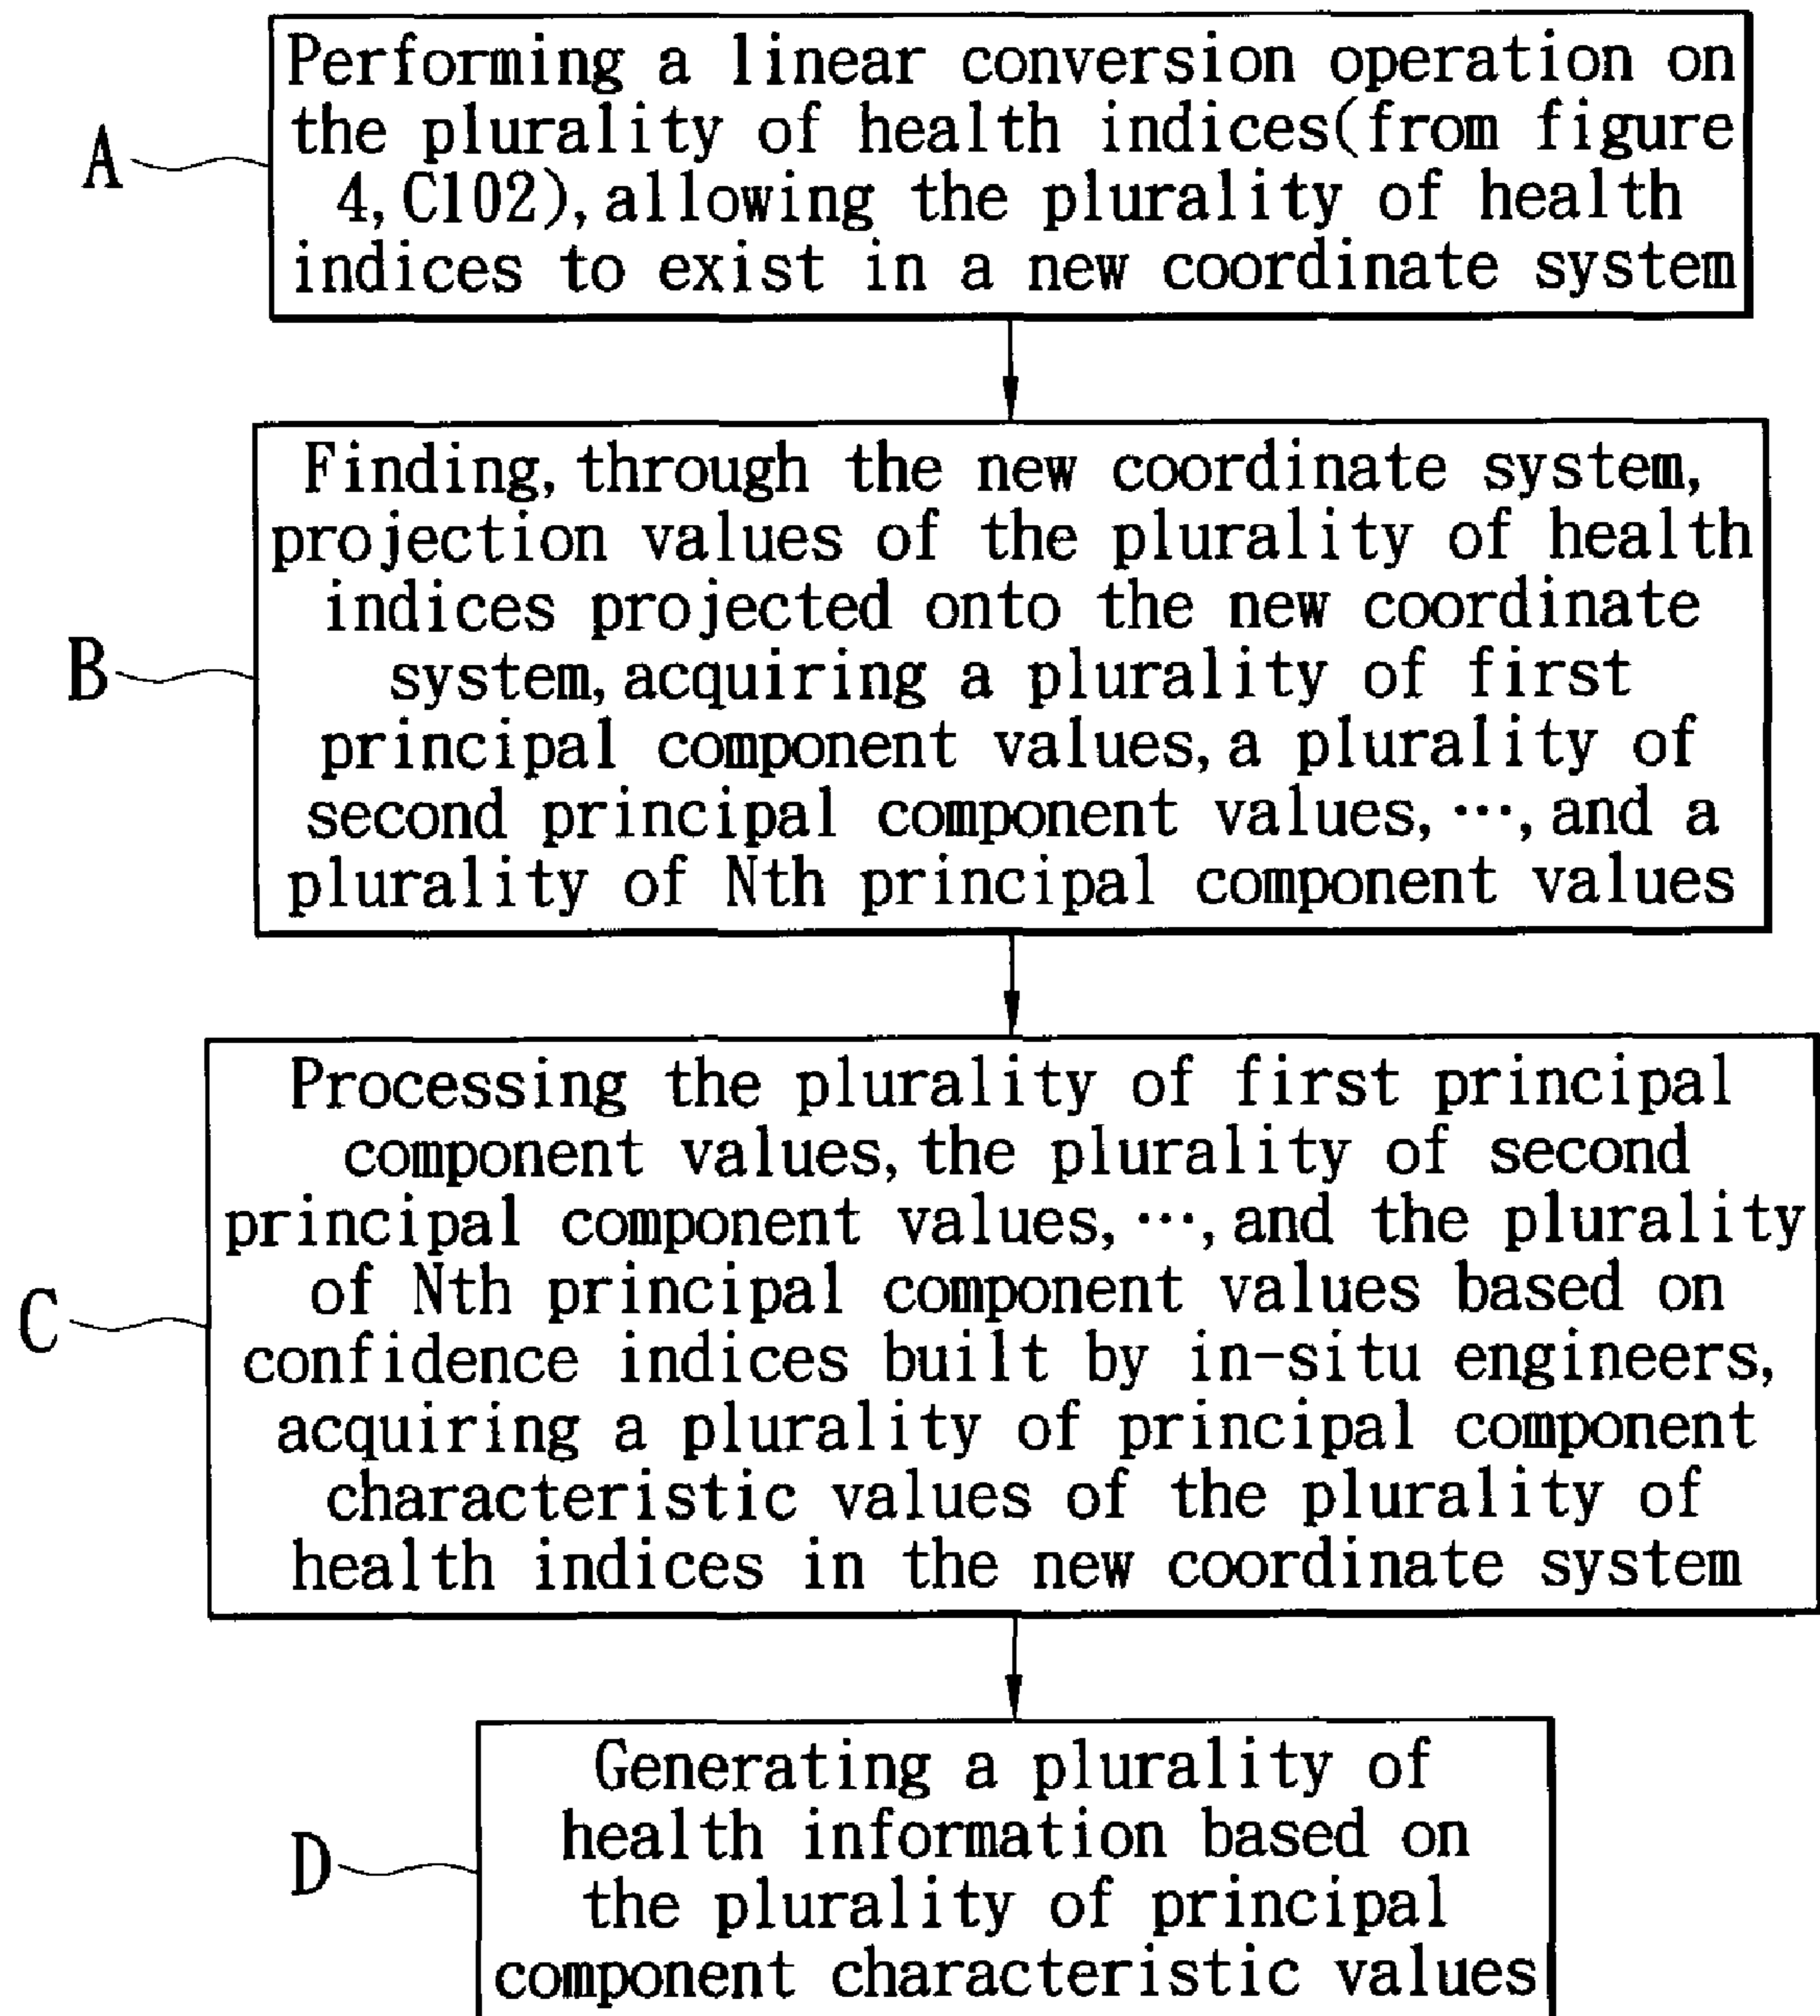 Performing a linear conversion operation on
the plurality of health indices(from figure
4, C102), allowing the plurality of health
indices to exist in a new coordinate system
A
Finding, through the new coordinate system,
projection values of the plurality of health
indices projected onto the new coordinate
system, acquiring a plurality of first
principal component values, a plurality of
second principal component values, ···, and a
plurality of Nth principal component values
B
Processing the plurality of first principal
component values, the plurality of second
principal component values, ···, and the plurality
of Nth principal component values based on
confidence indices built by in-situ engineers,
acquiring a plurality of principal component
characteristic values of the plurality of
health indices in the new coordinate system
C
Generating a plurality of
health information based on
the plurality of principal
component characteristic values
D